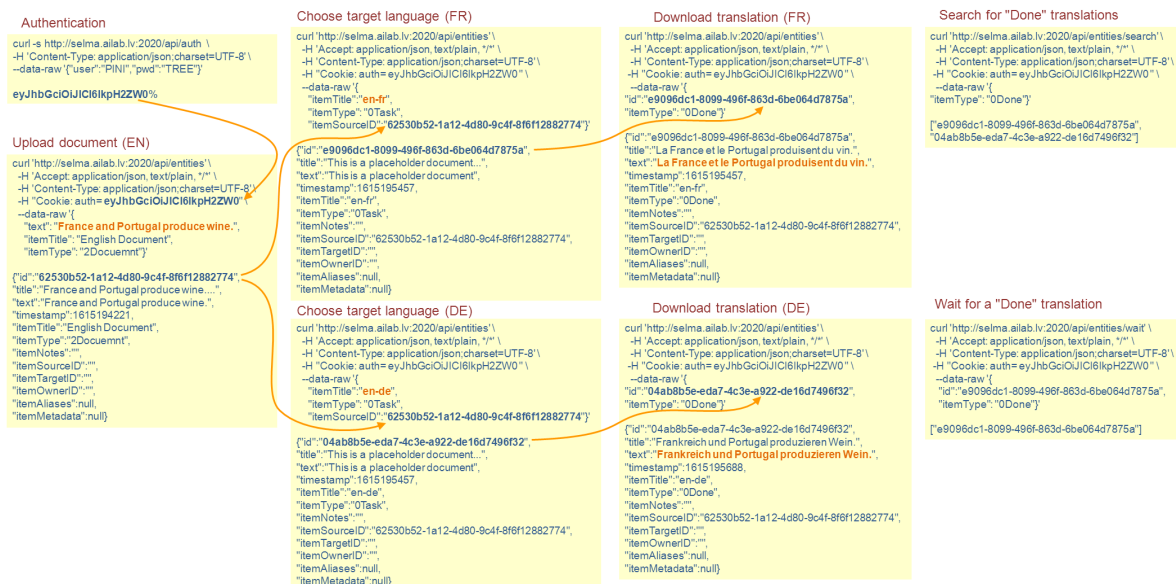 Authentication
curl -s http://selma.ailab.lv:2020/api/auth \
-H 'Content-Type: application/json;charset=UTF-8' \
--data-raw '{"user":"PINI","pwd":"TREE"}'
eyJhbGciOiJICI6IkpH2ZW0%
Upload document (EN)
curl 'http://selma.ailab.lv:2020/api/entities' \
-H 'Accept: application/json, text/plain, */*' \
-H 'Content-Type: application/json;charset=UTF-8' \
-H "Cookie: auth= eyJhbGciOiJICI6IkpH2ZW0" \
--data-raw '{
"text": "France and Portugal produce wine.",
"itemTitle": "English Document",
"itemType": "2Docuemnt"}'
{"id":"62530b52-1a12-4d80-9c4f-8f6f12882774",
"title":"France and Portugal produce wine....",
"text":"France and Portugal produce wine.",
"timestamp":1615194221,
"itemTitle":"English Document",
"itemType":"2Docuemnt",
"itemNotes":"",
"itemSourceID":"",
"itemTargetID":"",
"itemOwnerID":"",
"itemAliases":null,
"itemMetadata":null}
Choose target language (FR)
curl 'http://selma.ailab.lv:2020/api/entities' \
-H 'Accept: application/json, text/plain, */*' \
-H 'Content-Type: application/json;charset=UTF-8' \
-H "Cookie: auth= eyJhbGciOiJICI6IkpH2ZW0" \
--data-raw '{
"itemTitle":"en-fr",
"itemType": "0Task",
"itemSourceID":"62530b52-1a12-4d80-9c4f-8f6f12882774"}'
{"id":"e9096dc1-8099-496f-863d-6be064d7875a",
"title":"This is a placeholder document...",
"text":"This is a placeholder document",
"timestamp":1615195457,
"itemTitle":"en-fr",
"itemType":"0Task",
"itemNotes":"",
"itemSourceID":"62530b52-1a12-4d80-9c4f-8f6f12882774",
"itemTargetID":"",
"itemOwnerID":"",
"itemAliases":null,
"itemMetadata":null}
Choose target language (DE)
curl 'http://selma.ailab.lv:2020/api/entities' \
-H 'Accept: application/json, text/plain, */*' \
-H 'Content-Type: application/json;charset=UTF-8' \
--data-raw '{
"itemTitle":"en-de",
"itemType": "0Task",
"itemSourceID":"62530b52-1a12-4d80-9c4f-8f6f12882774"}'
{"id":"04ab8b5e-eda7-4c3e-a922-de16d7496f32",
"title":"This is a placeholder document...",
"text":"This is a placeholder document",
"timestamp":1615195457,
"itemTitle":"en-de",
"itemType":"0Task",
"itemNotes":"",
"itemSourceID":"62530b52-1a12-4d80-9c4f-8f6f12882774",
"itemTargetID":"",
"itemOwnerID":"",
"itemAliases":null,
"itemMetadata":null}
Download translation (FR)
curl 'http://selma.ailab.lv:2020/api/entities' \
-H 'Accept: application/json, text/plain, */*' \
-H 'Content-Type: application/json;charset=UTF-8' \
-H "Cookie: auth= eyJhbGciOiJICI6IkpH2ZW0" \
--data-raw '{
"id":"e9096dc1-8099-496f-863d-6be064d7875a",
"itemType": "0Done"}'
{"id":"e9096dc1-8099-496f-863d-6be064d7875a",
"title":"La France et le Portugal produisent du vin.",
"text":"La France et le Portugal produisent du vin.",
"timestamp":1615195457,
"itemTitle":"en-fr",
"itemType":"0Done",
"itemNotes":"",
"itemSourceID":"62530b52-1a12-4d80-9c4f-8f6f12882774",
"itemTargetID":"",
"itemOwnerID":"",
"itemAliases":null,
"itemMetadata":null}
Download translation (DE)
curl 'http://selma.ailab.lv:2020/api/entities' \
-H 'Accept: application/json, text/plain, */*' \
-H 'Content-Type: application/json;charset=UTF-8' \
--data-raw '{
"id":"04ab8b5e-eda7-4c3e-a922-de16d7496f32",
"itemType": "0Done"}'
{"id":"04ab8b5e-eda7-4c3e-a922-de16d7496f32",
"title":"Frankreich und Portugal produzieren Wein.",
"text":"Frankreich und Portugal produzieren Wein.",
"timestamp":1615195688,
"itemTitle":"en-de",
"itemType":"0Done",
"itemNotes":"",
"itemSourceID":"62530b52-1a12-4d80-9c4f-8f6f12882774",
"itemTargetID":"",
"itemOwnerID":"",
"itemAliases":null,
"itemMetadata":null}
Search for "Done" translations
curl 'http://selma.ailab.lv:2020/api/entities/search' \
-H 'Accept: application/json, text/plain, */*' \
-H 'Content-Type: application/json;charset=UTF-8' \
-H "Cookie: auth= eyJhbGciOiJICI6IkpH2ZW0" \
--data-raw '{
"itemType": "0Done"}'
["e9096dc1-8099-496f-863d-6be064d7875a",
"04ab8b5e-eda7-4c3e-a922-de16d7496f32"]
Wait for a "Done" translation
curl 'http://selma.ailab.lv:2020/api/entities/wait' \
-H 'Accept: application/json, text/plain, */*' \
-H 'Content-Type: application/json;charset=UTF-8' \
--data-raw '{
"id":"e9096dc1-8099-496f-863d-6be064d7875a",
"itemType": "0Done"}'
["e9096dc1-8099-496f-863d-6be064d7875a"]